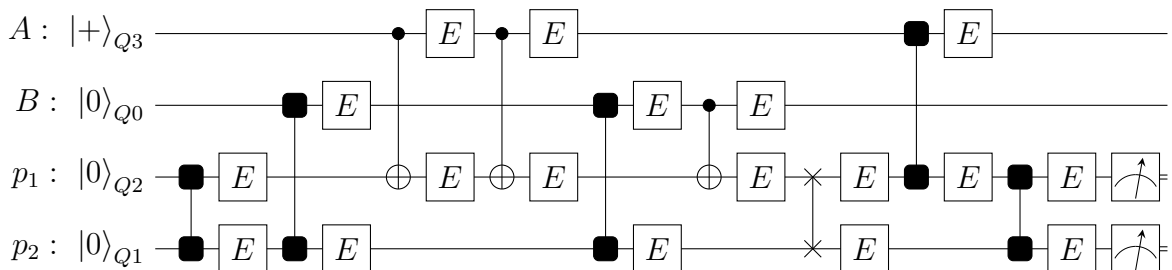 A : |+⟩Q3 E E E
B : |0⟩Q0 E E E
p1 : |0⟩Q2 E E E E E E E
p2 : |0⟩Q1 E E E E E